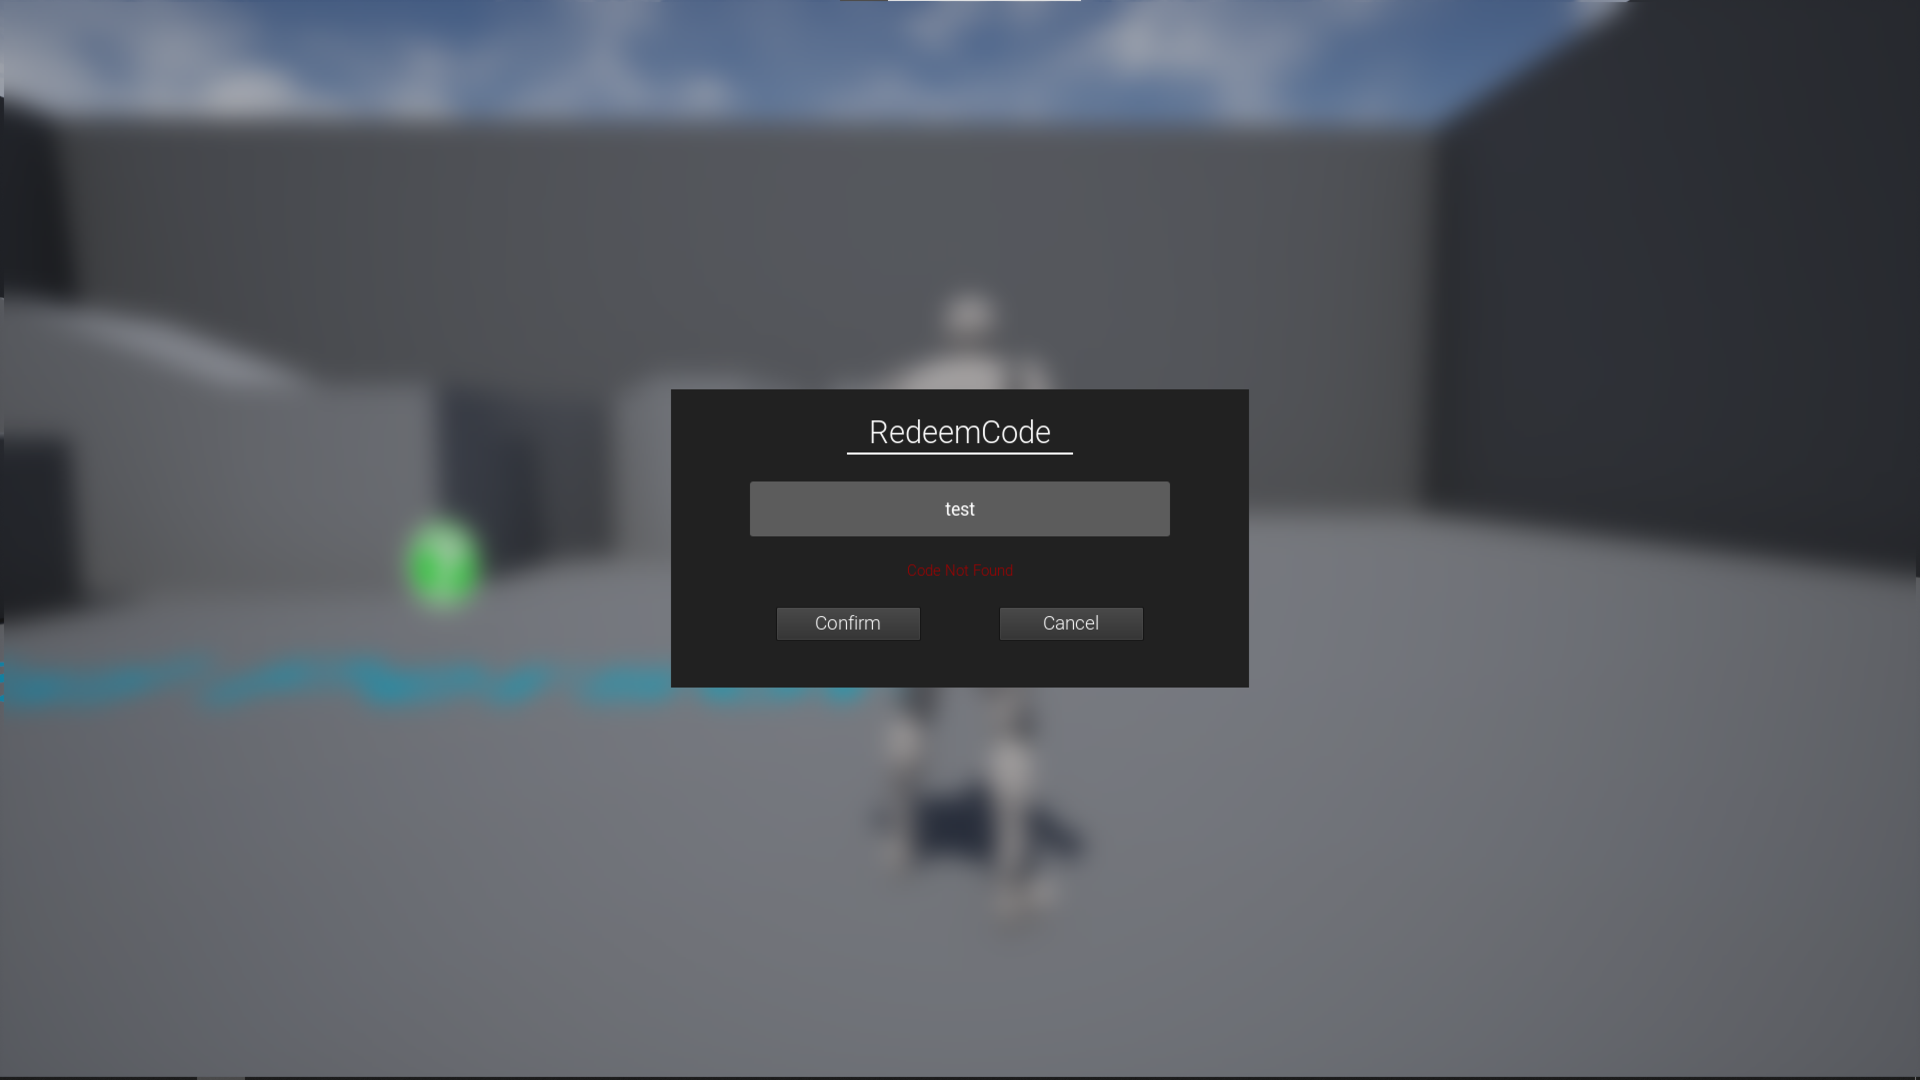 RedeemCode
test
Code Not Found
Confirm
Cancel